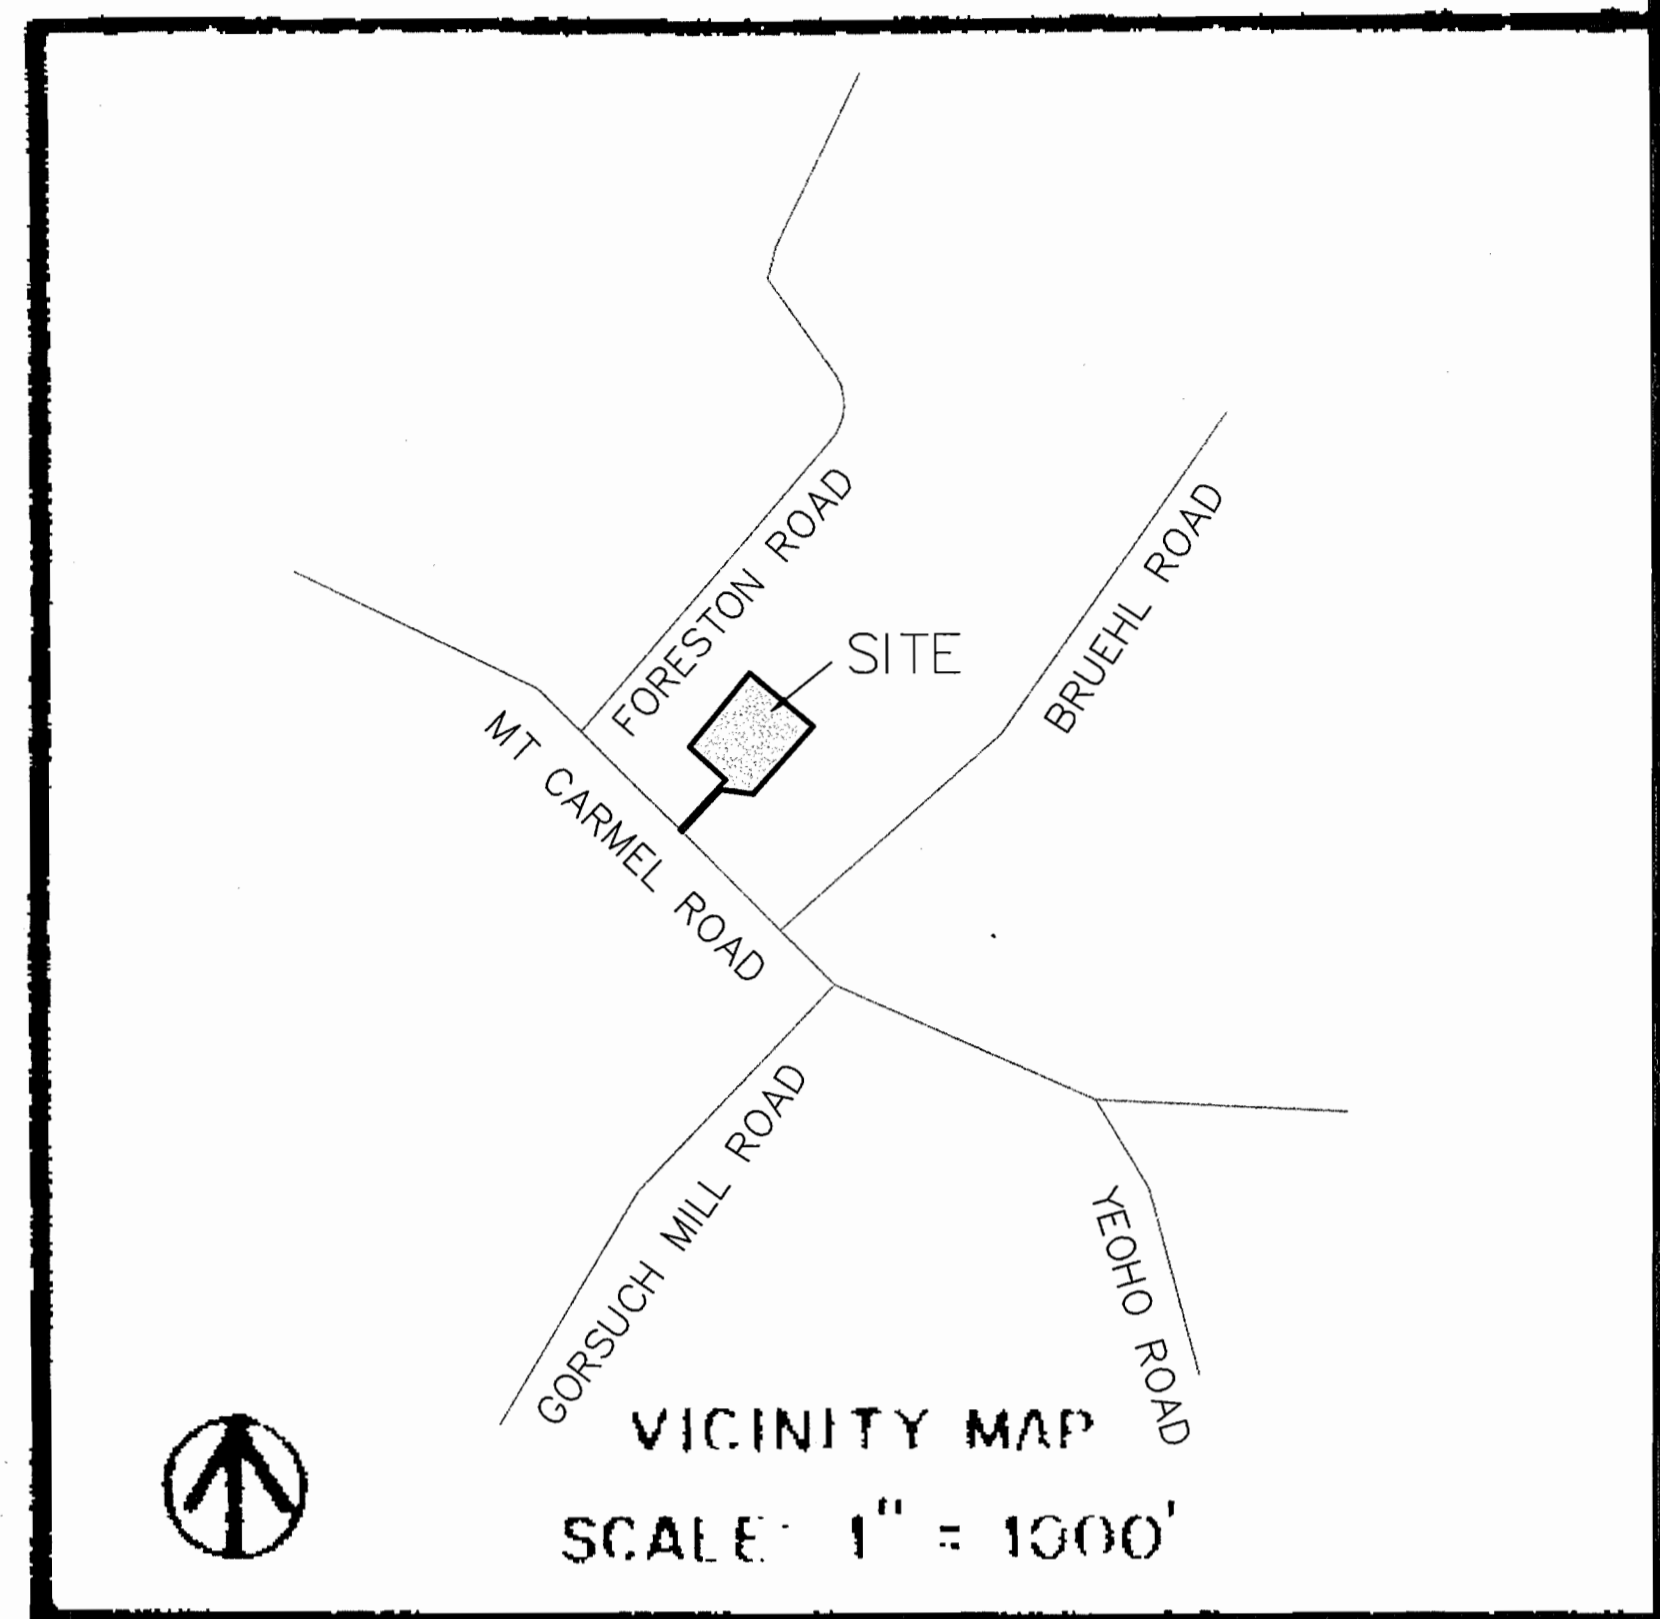 FORESTON ROAD
BRUEHL ROAD
SITE
MT CARMEL ROAD
GORSUCH MILL ROAD
YEOHO ROAD
VICINITY MAP
SCALE: 1" = 1000'